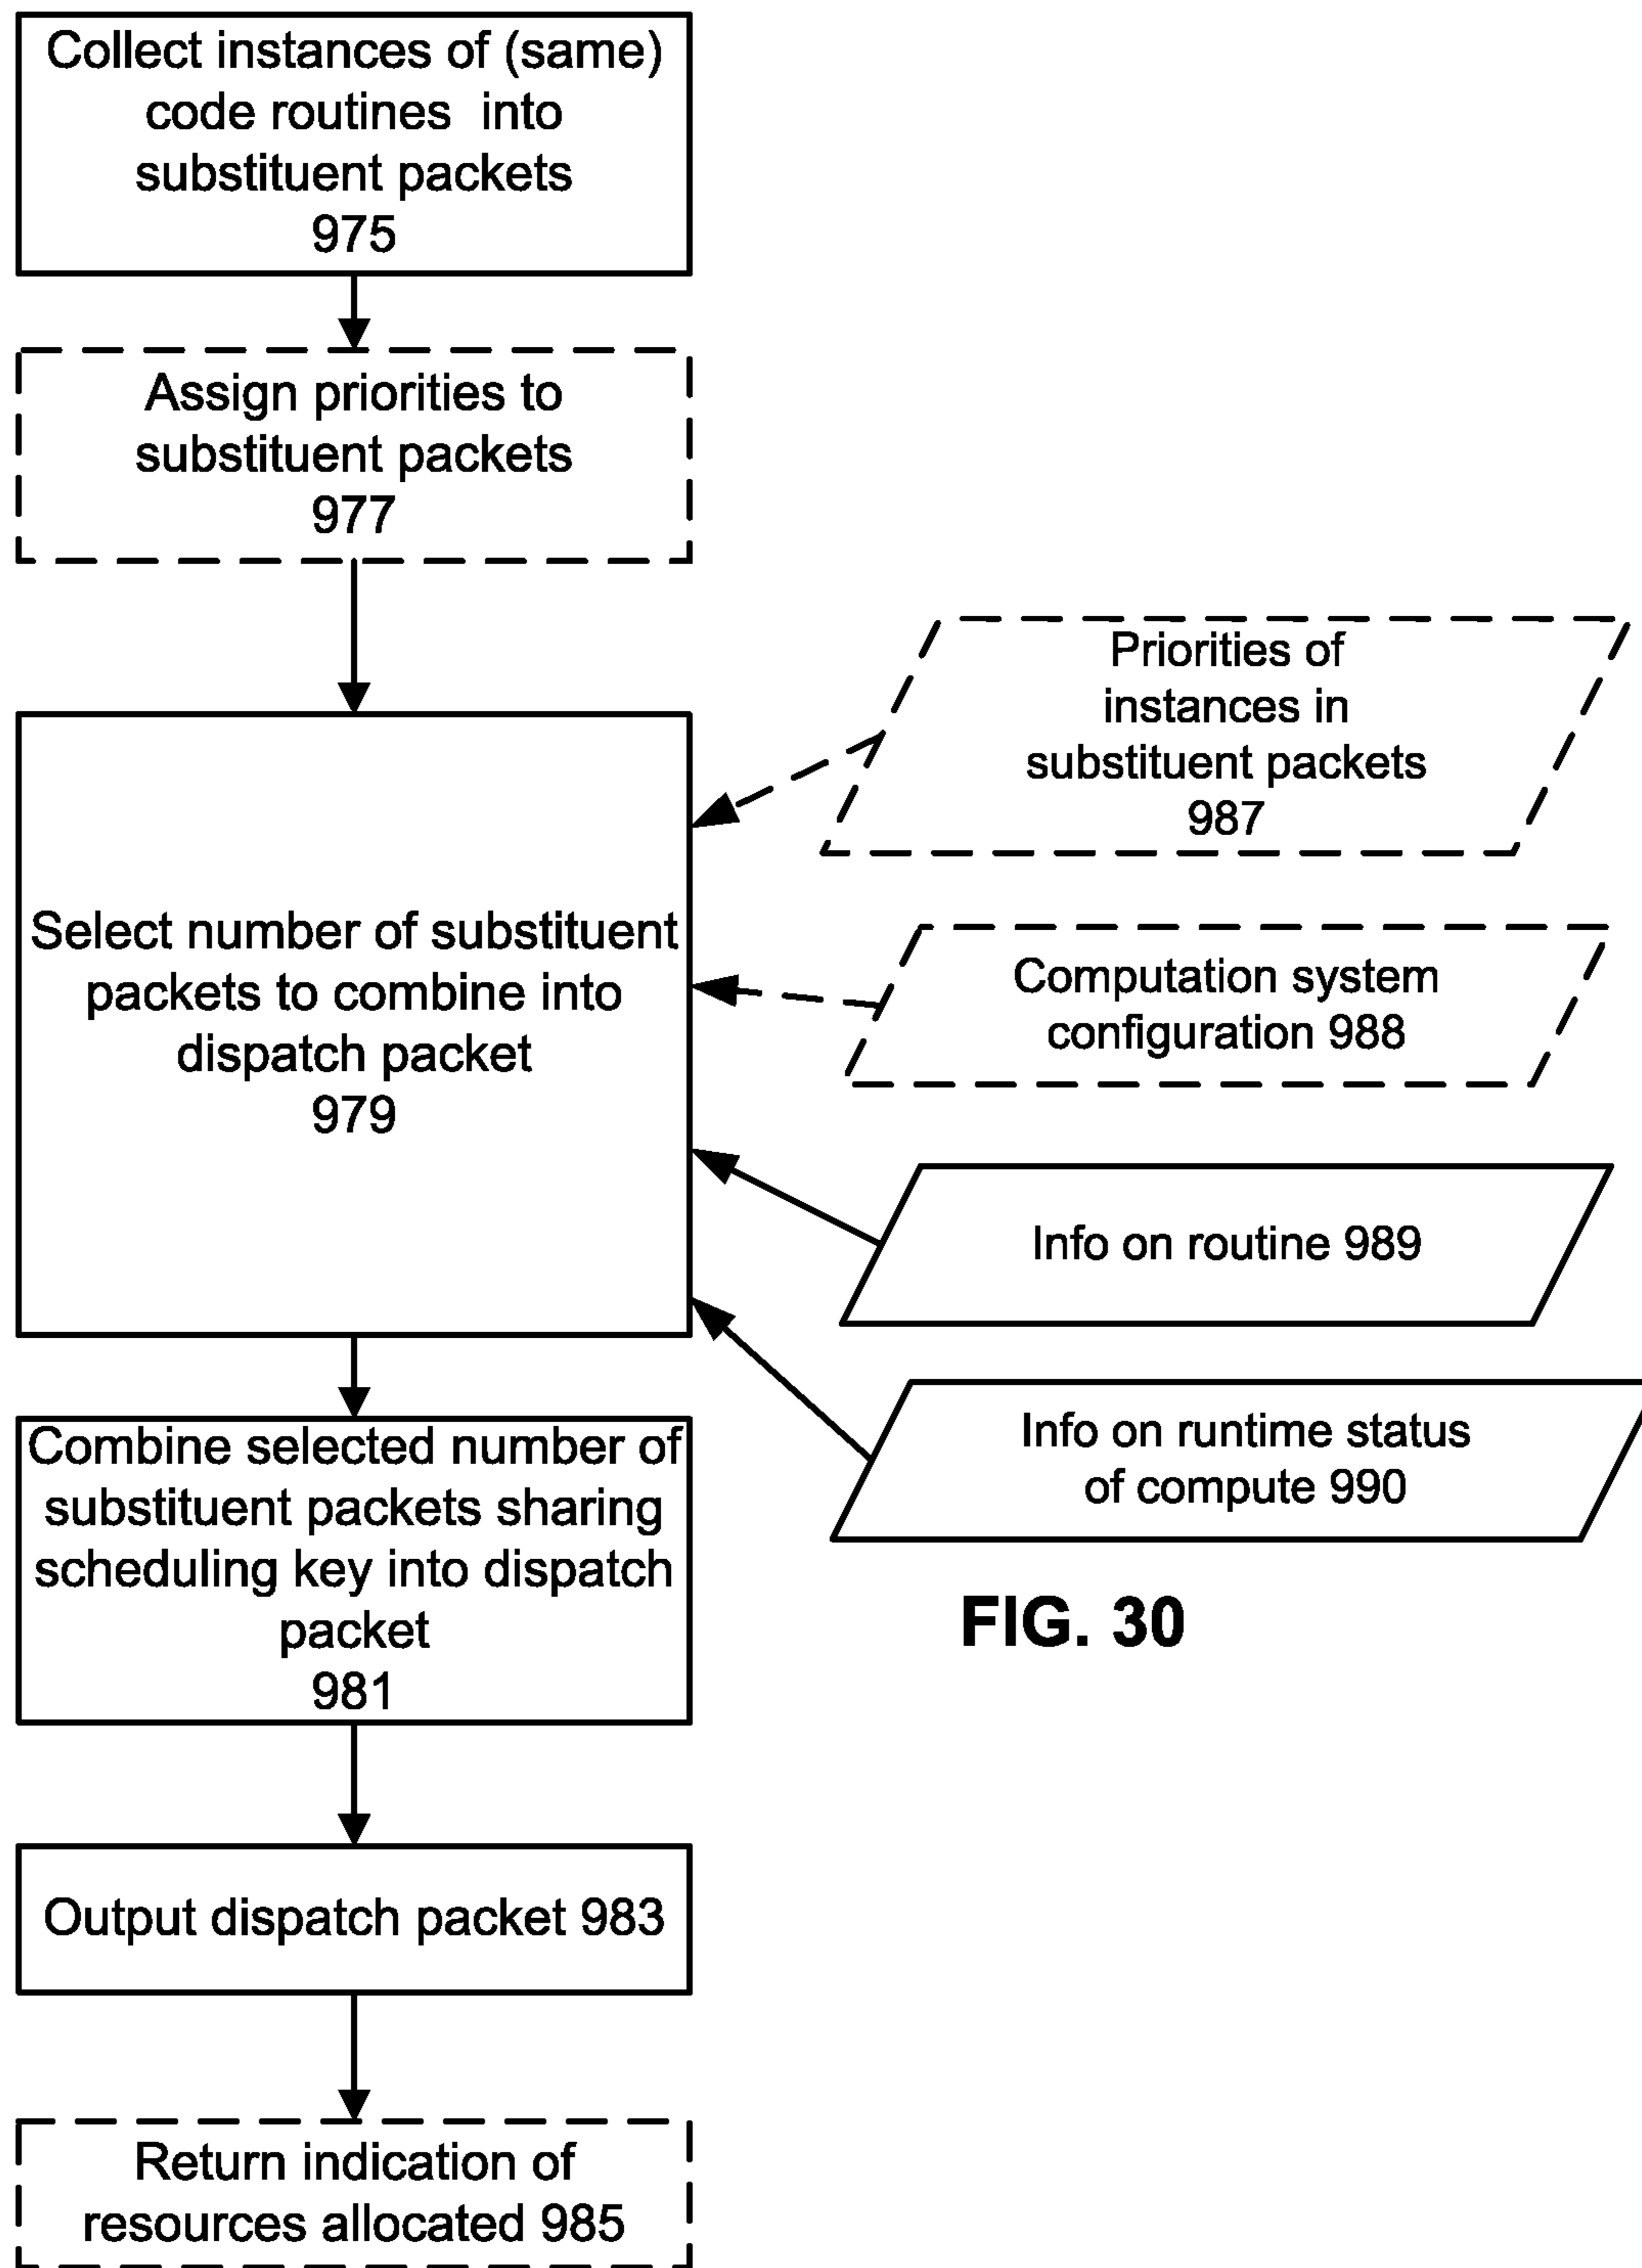 Collect instances of (same)
code routines into
substituent packets
975
Assign priorities to
substituent packets
977
Priorities of
instances in
substituent packets
987
Select number of substituent
packets to combine into
dispatch packet
979
Computation system
configuration 988
Info on routine 989
Info on runtime status
of compute 990
Combine selected number of
substituent packets sharing
scheduling key into dispatch
packet
981
FIG. 30
Output dispatch packet 983
Return indication of
resources allocated 985